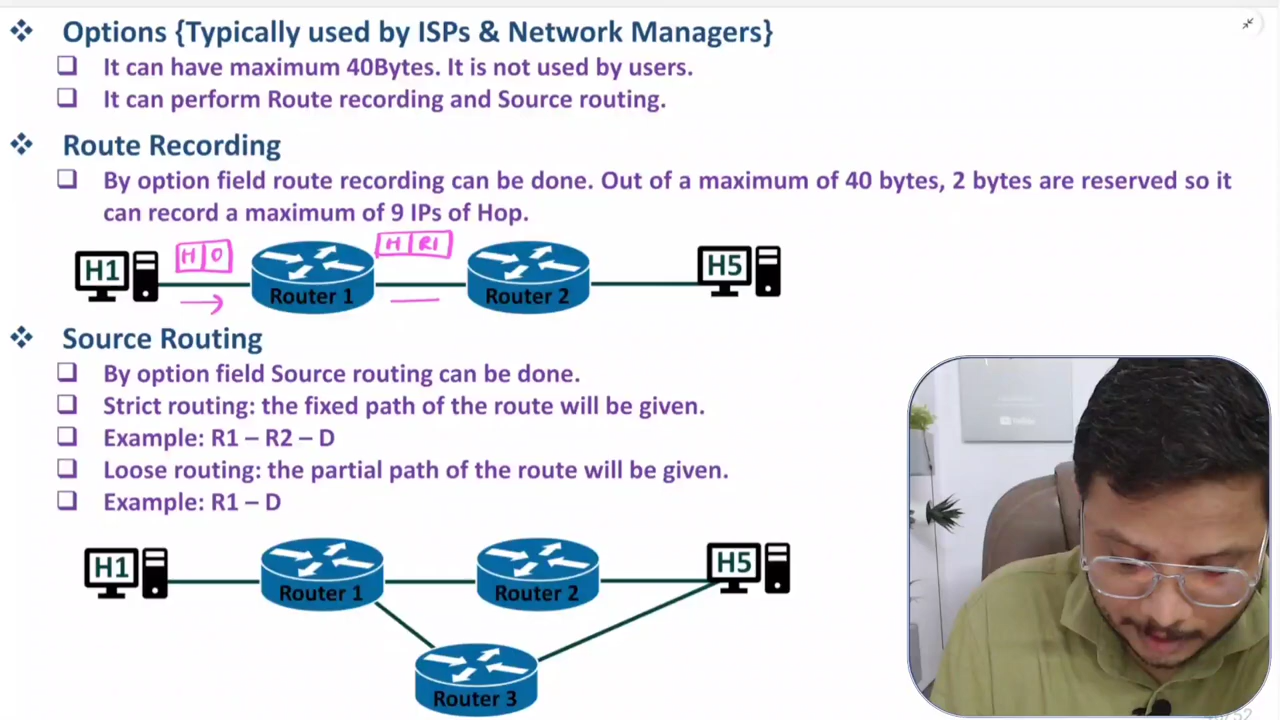 Options {Typically used by ISPs & Network Managers}
It can have maximum 40Bytes. It is not used by users.
It can perform Route recording and Source routing.
Route Recording
By option field route recording can be done. Out of a maximum of 40 bytes, 2 bytes are reserved so it
can record a maximum of 9 IPs of Hop.
H O
H R1
H1
Router 1
Router 2
H5
Source Routing
By option field Source routing can be done.
Strict routing: the fixed path of the route will be given.
Example: R1 – R2 – D
Loose routing: the partial path of the route will be given.
Example: R1 – D
H1
Router 1
Router 2
H5
Router 3